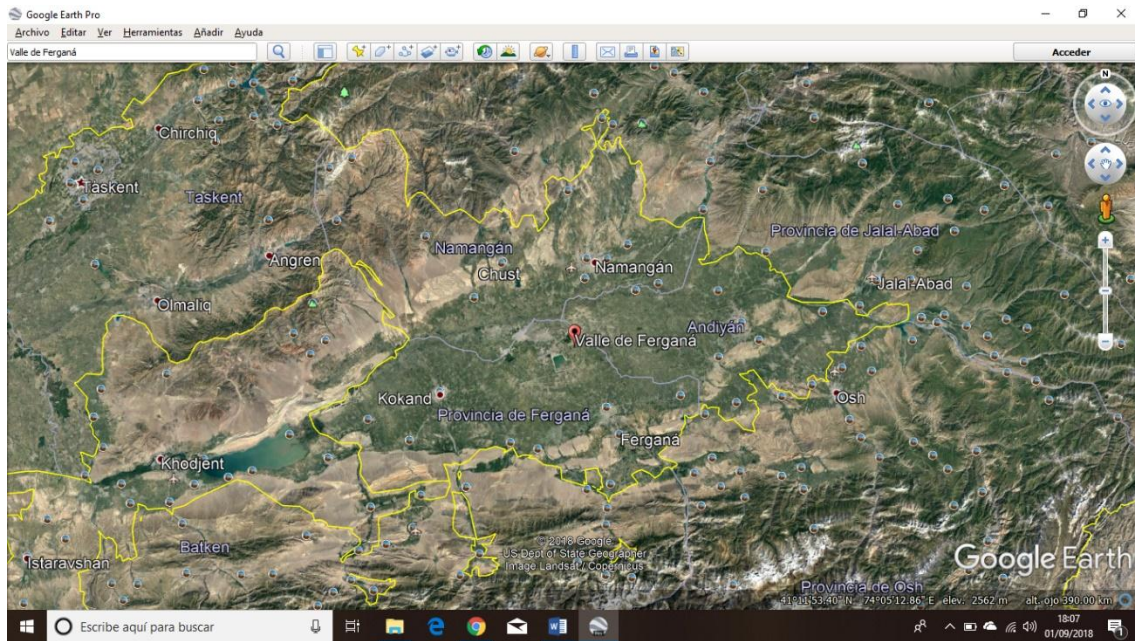 Google Earth Pro
Archivo Editar Ver Herramientas Añadir Ayuda
Valle de Ferganá
Acceder
N
Chirchiq
Taskent
Taskent
Provincia de Jalal-Abad
Namangán
Angren
Chust
Namangán
Jalal-Abad
Olmaliq
Andiyán
Valle de Ferganá
Kokand
Osh
Provincia de Ferganá
Ferganá
Khodjent
Batken
Istaravshan
© 2018 Google
US Dept of State Geographer
Image Landsat / Copernicus
Google Earth
Provincia de Osh
41°11'53.40" N 74°05'12.86" E elev. 2562 m alt. ojo 390.00 km
Escribe aquí para buscar
18:07
01/09/2018